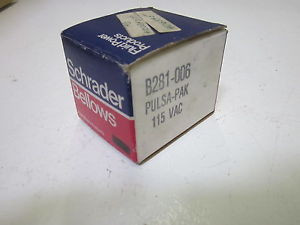 Fluid Power
Products
Schrader
Bellows
B281-006
PULSA-PAK
115 VAC